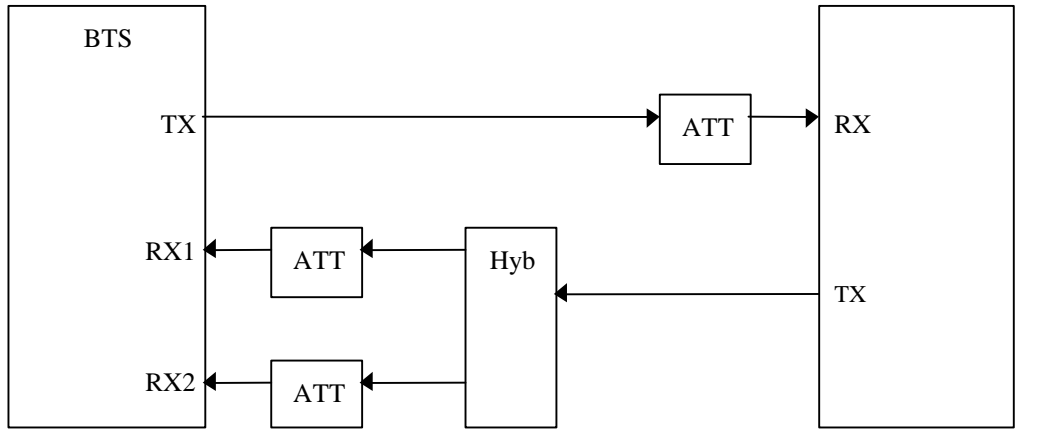 BTS
TX
ATT
RX
RX1
ATT
Hyb
TX
RX2
ATT